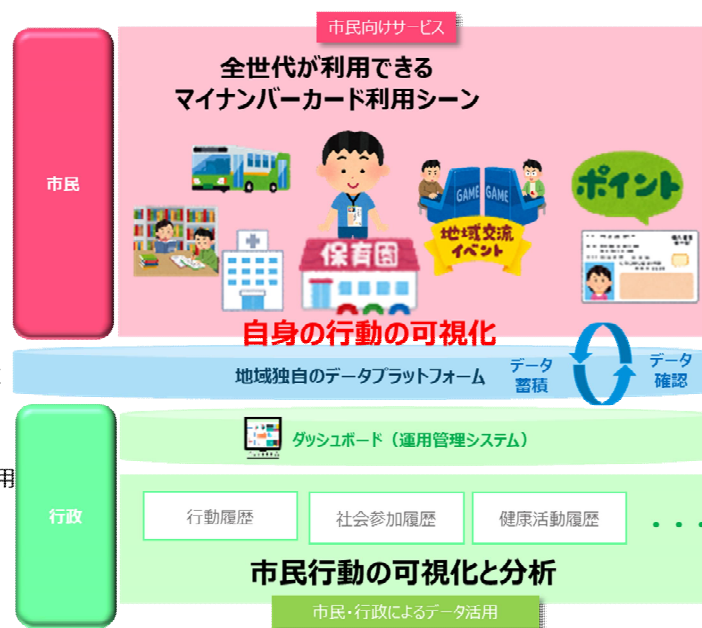 市民向けサービス
全世代が利用できる
マイナンバーカード利用シーン
市民
ポイント
GAME GAME
地域交流
イベント
保育園
自身の行動の可視化
地域独自のデータプラットフォーム
データ
蓄積
データ
確認
ダッシュボード（運用管理システム）
用
行政
行動履歴
社会参加履歴
健康活動履歴
・・・
市民行動の可視化と分析
市民・行政によるデータ活用